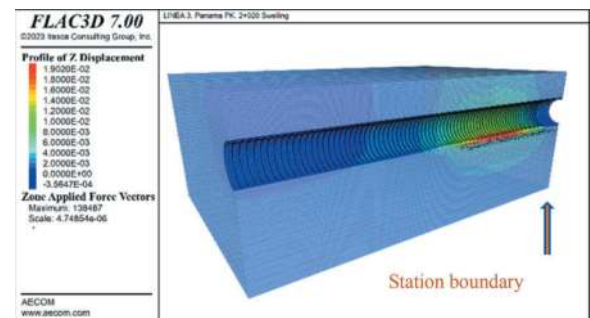 FLAC3D 7.00
©2023 Itasca Consulting Group, Inc.
LINEA 3, Panama PK: 2+020 Swelling
Profile of Z Displacement
1.9020E-02
1.8000E-02
1.6000E-02
1.4000E-02
1.2000E-02
1.0000E-02
8.0000E-03
6.0000E-03
4.0000E-03
2.0000E-03
0.0000E+00
-3.5647E-04
Zone Applied Force Vectors
Maximum: 138487
Scale: 4.74854e-06
Station boundary
AECOM
www.aecom.com